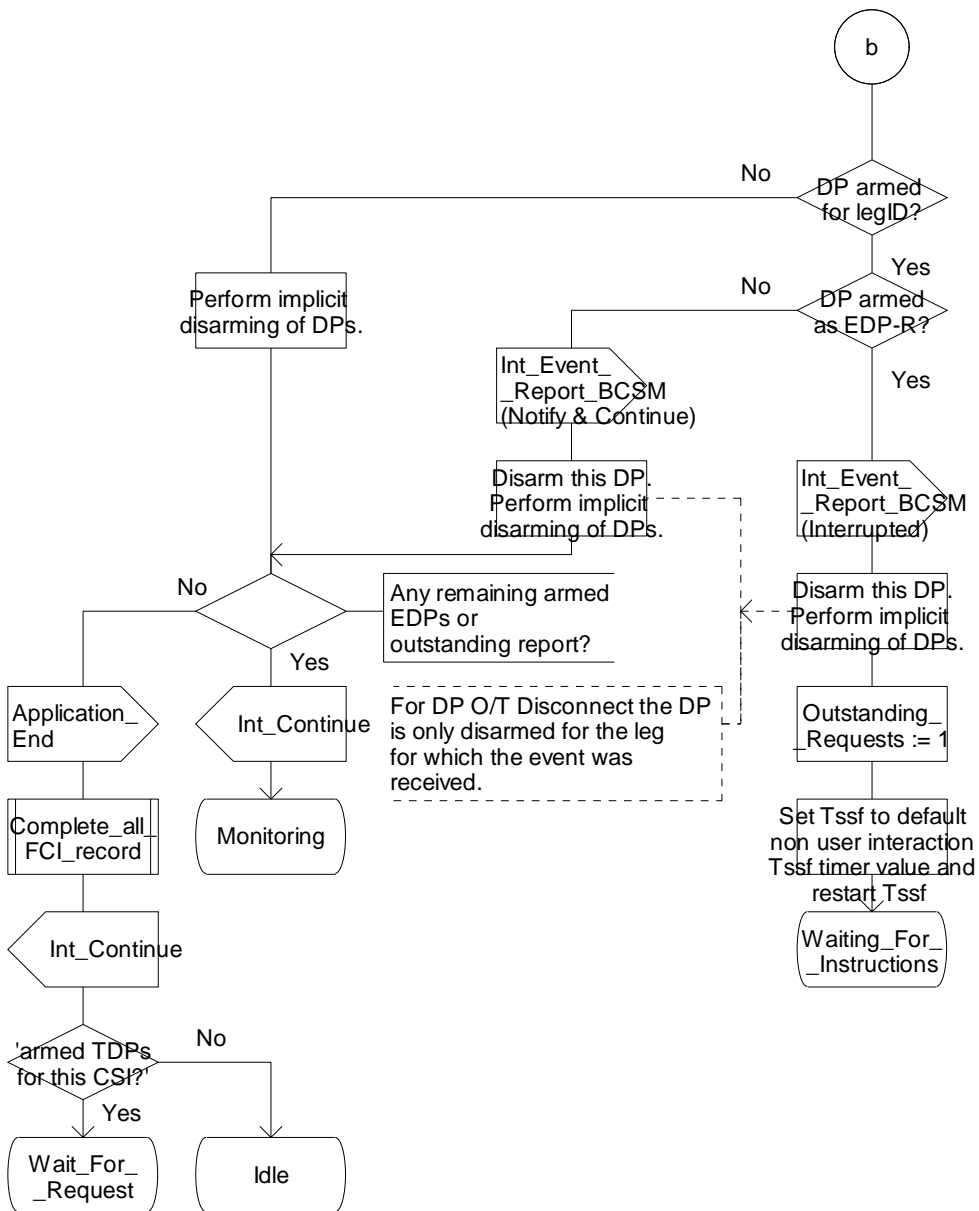 b
No
DP armed
for legID?
Yes
No
DP armed
as EDP-R?
Yes
Perform implicit
disarming of DPs.
Int_Event_
_Report_BCSM
(Notify & Continue)
Disarm this DP.
Perform implicit
disarming of DPs.
Int_Event_
_Report_BCSM
(Interrupted)
No
Any remaining armed
EDPs or
outstanding report?
Yes
Disarm this DP.
Perform implicit
disarming of DPs.
Application_
End
Int_Continue
For DP O/T Disconnect the DP
is only disarmed for the leg
for which the event was
received.
Outstanding_
_Requests := 1
Complete_all_
FCI_record
Monitoring
Set Tssf to default
non user interaction
Tssf timer value and
restart Tssf
Int_Continue
Waiting_For_
_Instructions
'armed TDPs
for this CSI?'
No
Yes
Wait_For_
_Request
Idle